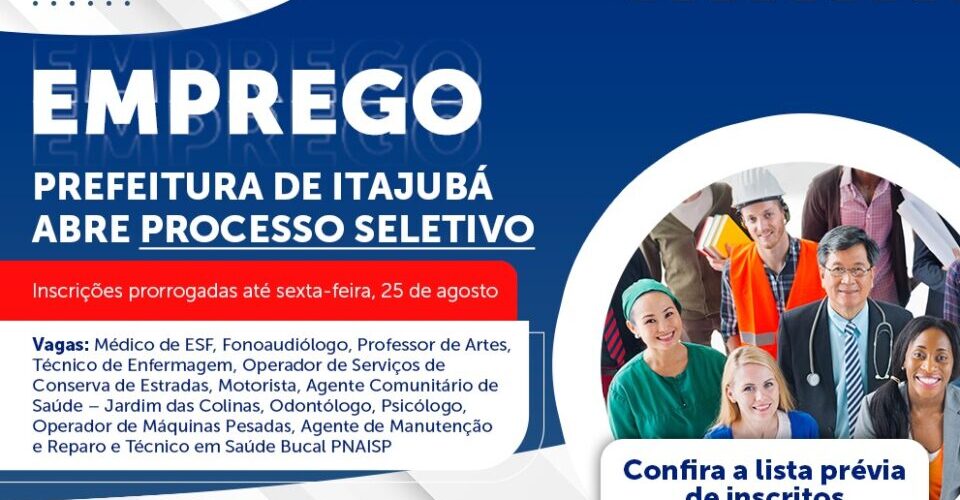 EMPREGO
PREFEITURA DE ITAJUBÁ
ABRE PROCESSO SELETIVO
Inscrições prorrogadas até sexta-feira, 25 de agosto
Vagas: Médico de ESF, Fonoaudiólogo, Professor de Artes,
Técnico de Enfermagem, Operador de Serviços de
Conserva de Estradas, Motorista, Agente Comunitário de
Saúde – Jardim das Colinas, Odontólogo, Psicólogo,
Operador de Máquinas Pesadas, Agente de Manutenção
e Reparo e Técnico em Saúde Bucal PNAISP
Confira a lista prévia
de inscritos